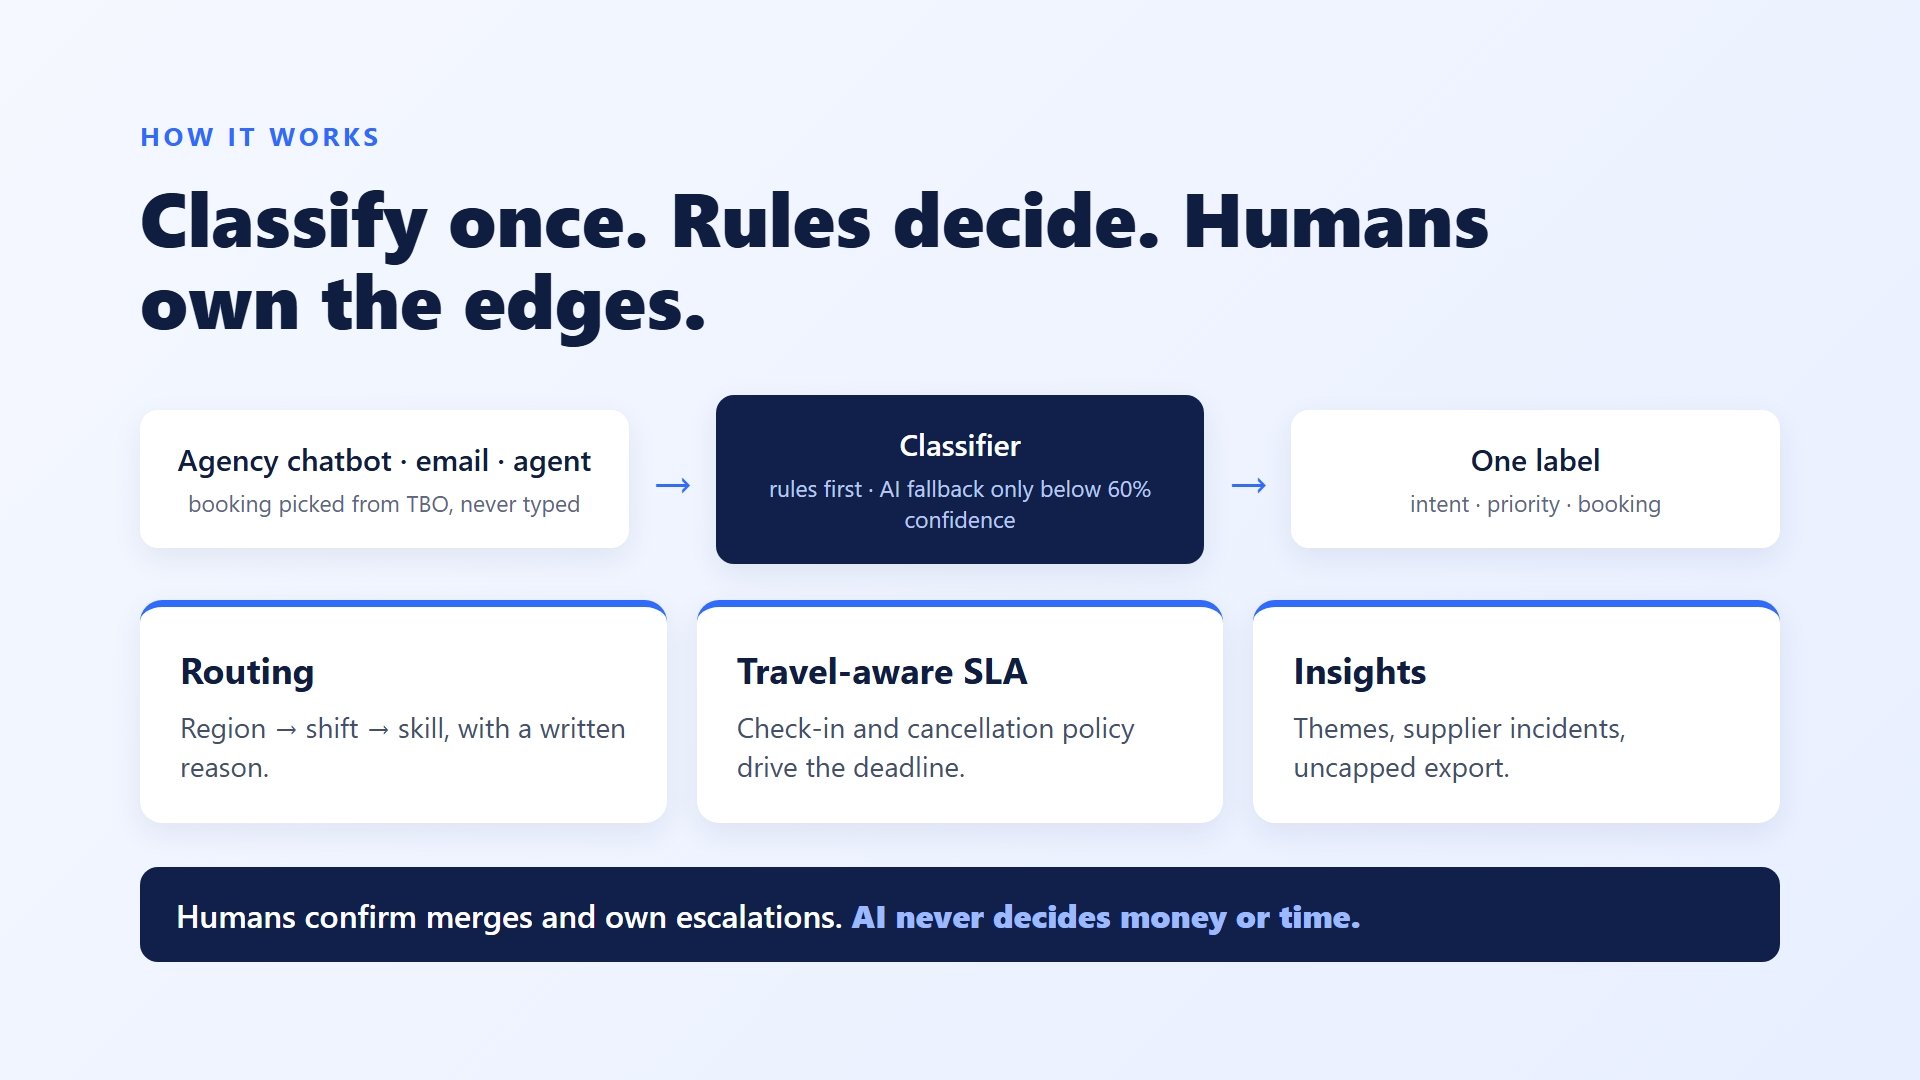 HOW IT WORKS
Classify once. Rules decide. Humans
own the edges.
Agency chatbot · email · agent
booking picked from TBO, never typed
→
Classifier
rules first · AI fallback only below 60%
confidence
→
One label
intent · priority · booking
Routing
Region → shift → skill, with a written
reason.
Travel-aware SLA
Check-in and cancellation policy
drive the deadline.
Insights
Themes, supplier incidents,
uncapped export.
Humans confirm merges and own escalations. AI never decides money or time.